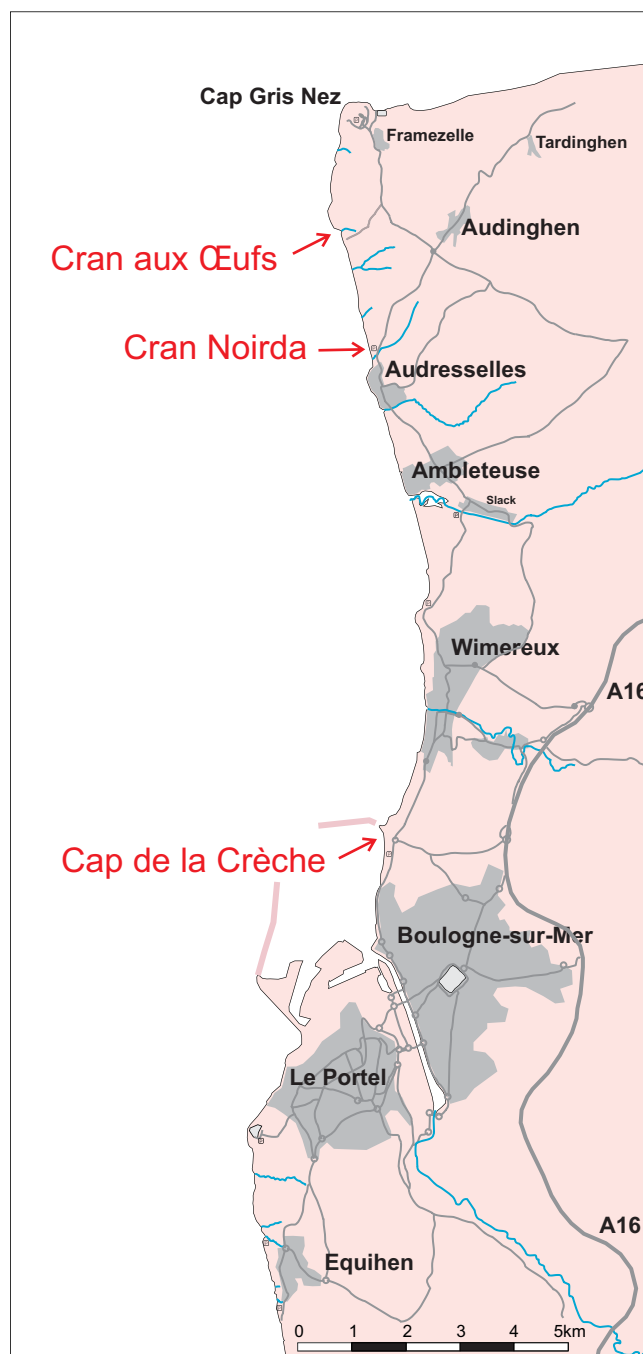 Cap Gris Nez
Framezelle
Tardinghen
Audinghen
Cran aux Œufs
Cran Noirda
Audresselles
Ambleteuse
Slack
Wimereux
A16
Cap de la Crèche
Boulogne-sur-Mer
Le Portel
A16
Equihen
0 1 2 3 4 5km